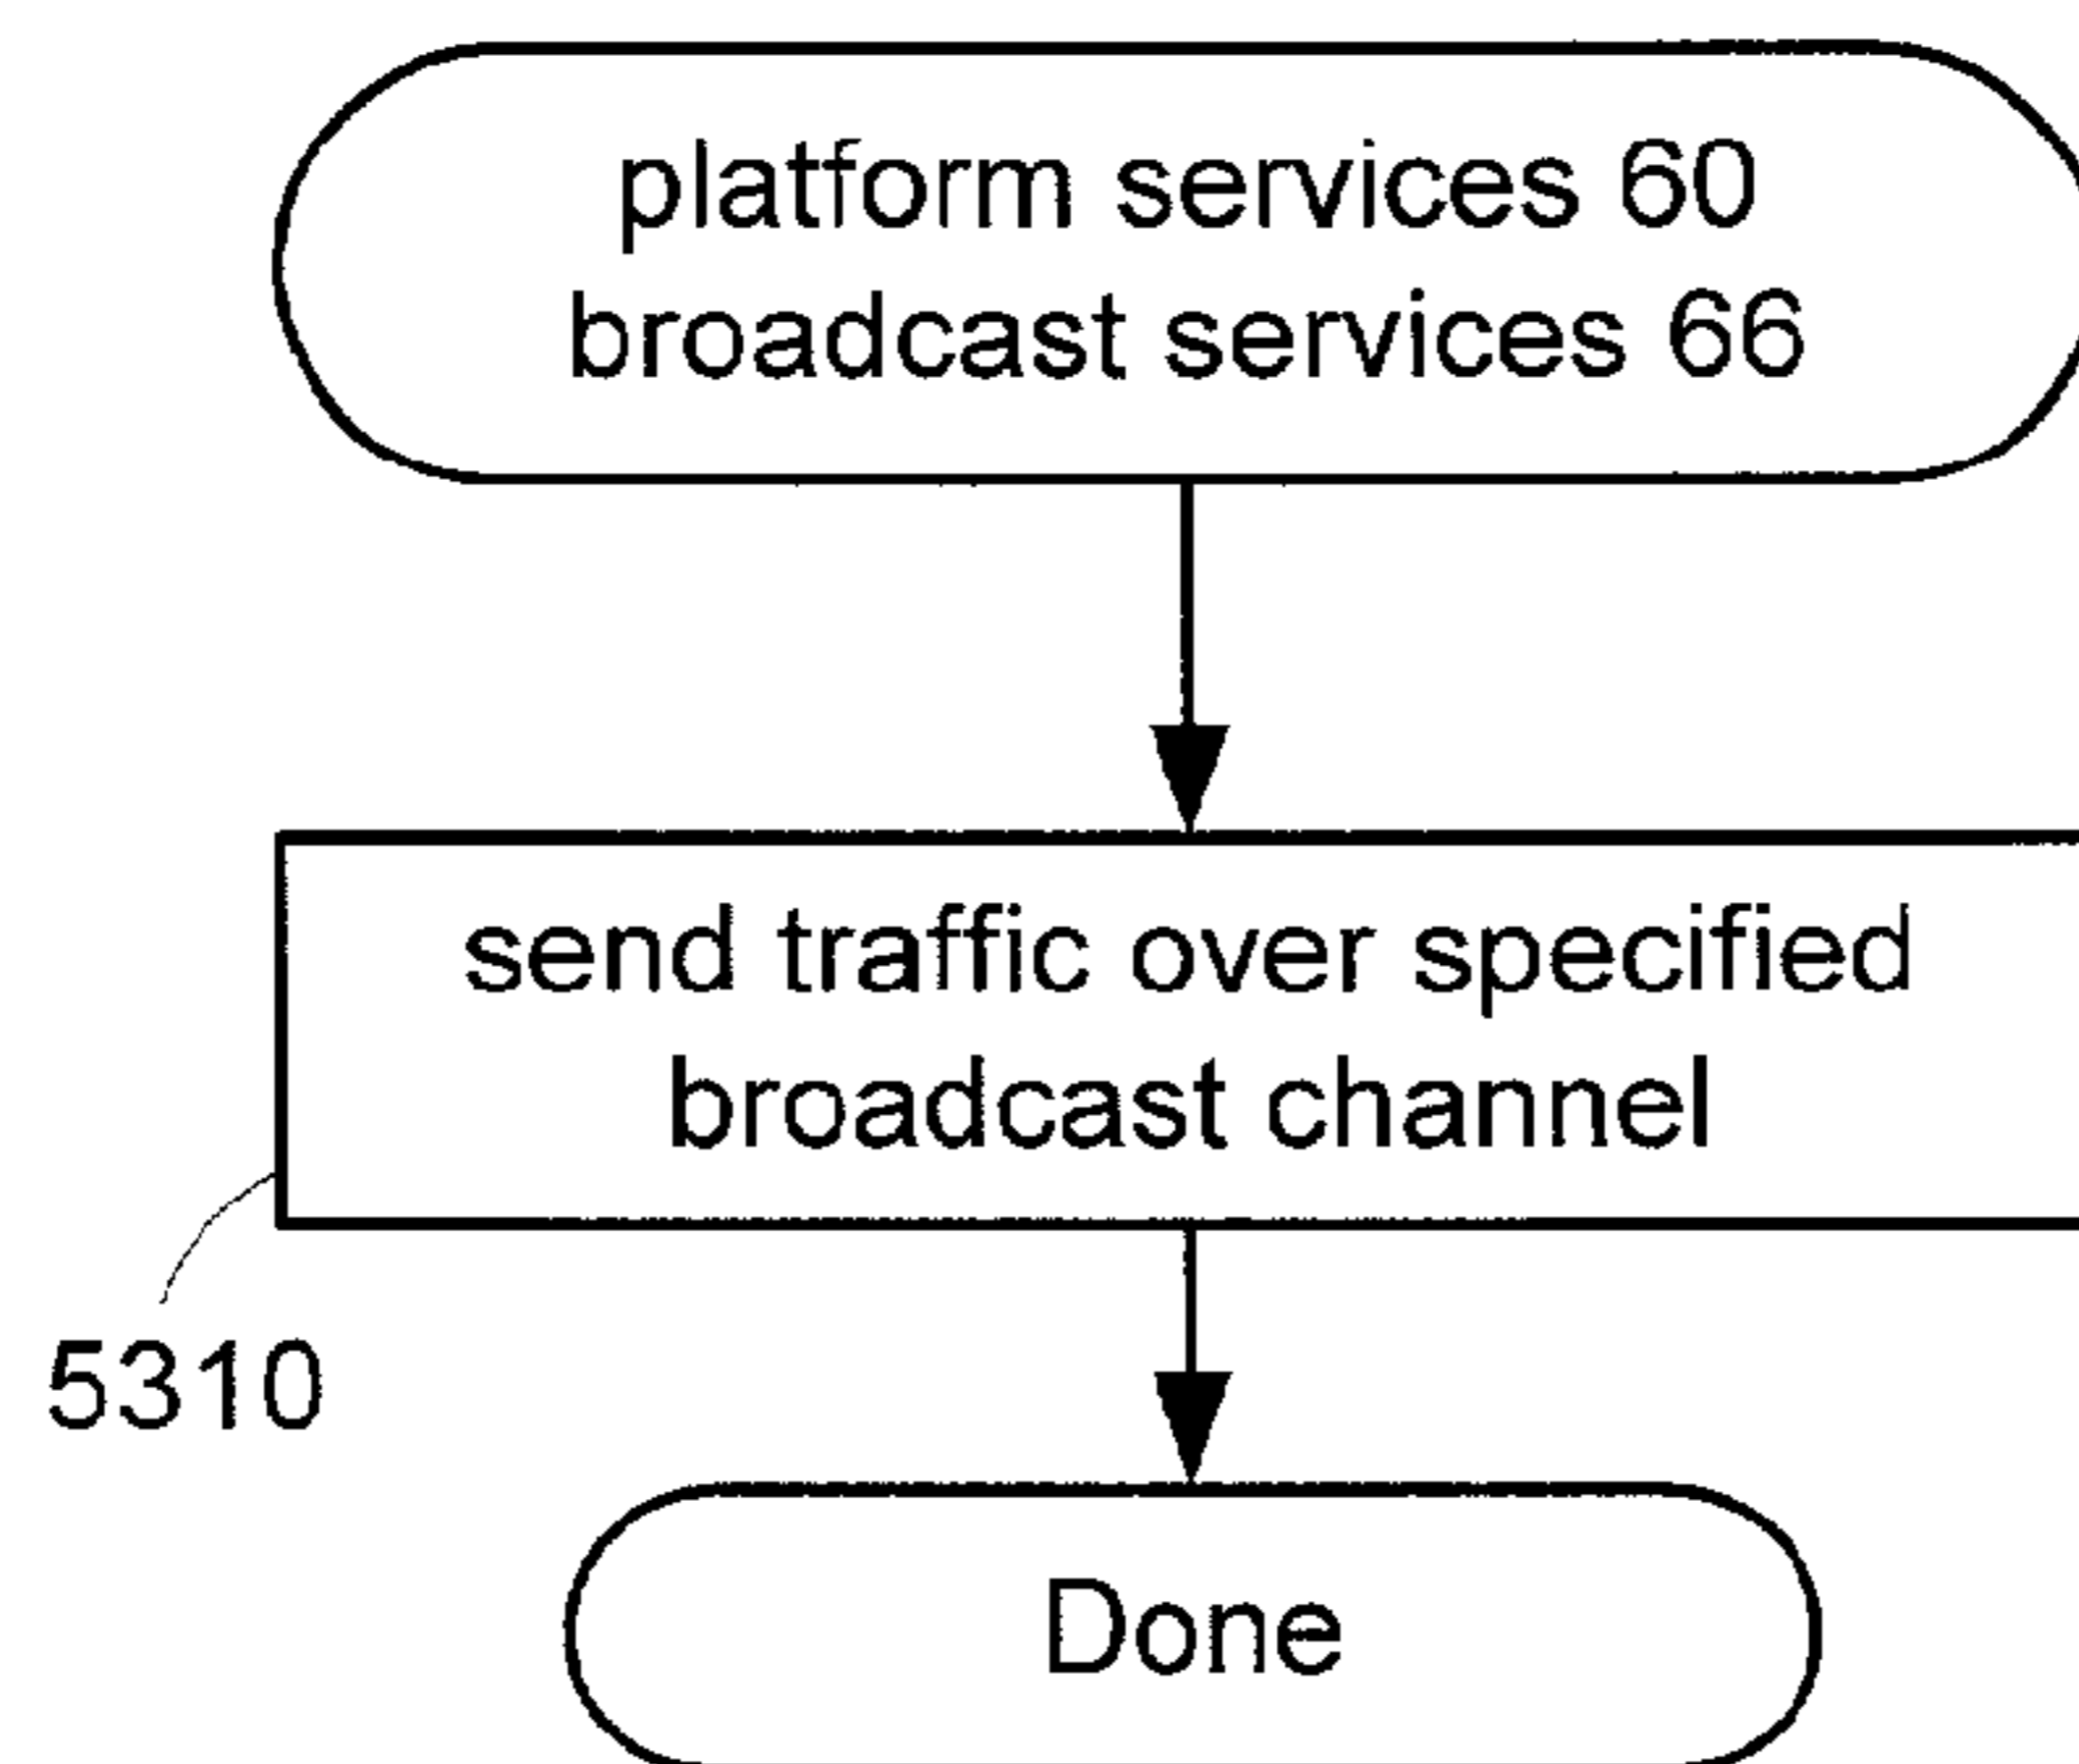 platform services 60
broadcast services 66
send traffic over specified
broadcast channel
5310
Done